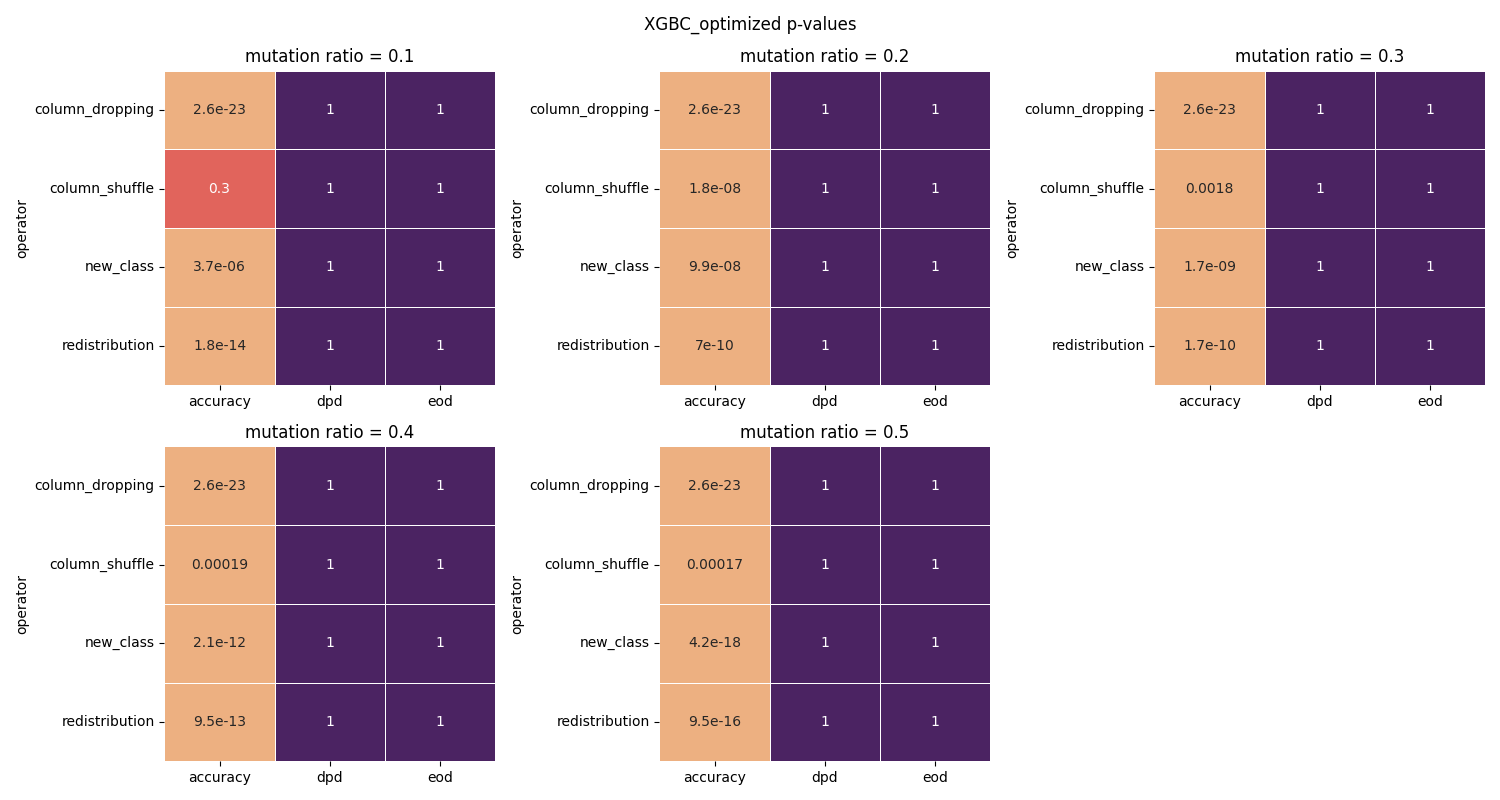 XGBC_optimized p-values
mutation ratio = 0.1
operator
column_dropping 2.6e-23 1 1
column_shuffle 0.3 1 1
new_class 3.7e-06 1 1
redistribution 1.8e-14 1 1
accuracy dpd eod
mutation ratio = 0.2
operator
column_dropping 2.6e-23 1 1
column_shuffle 1.8e-08 1 1
new_class 9.9e-08 1 1
redistribution 7e-10 1 1
accuracy dpd eod
mutation ratio = 0.3
operator
column_dropping 2.6e-23 1 1
column_shuffle 0.0018 1 1
new_class 1.7e-09 1 1
redistribution 1.7e-10 1 1
accuracy dpd eod
mutation ratio = 0.4
operator
column_dropping 2.6e-23 1 1
column_shuffle 0.00019 1 1
new_class 2.1e-12 1 1
redistribution 9.5e-13 1 1
accuracy dpd eod
mutation ratio = 0.5
operator
column_dropping 2.6e-23 1 1
column_shuffle 0.00017 1 1
new_class 4.2e-18 1 1
redistribution 9.5e-16 1 1
accuracy dpd eod